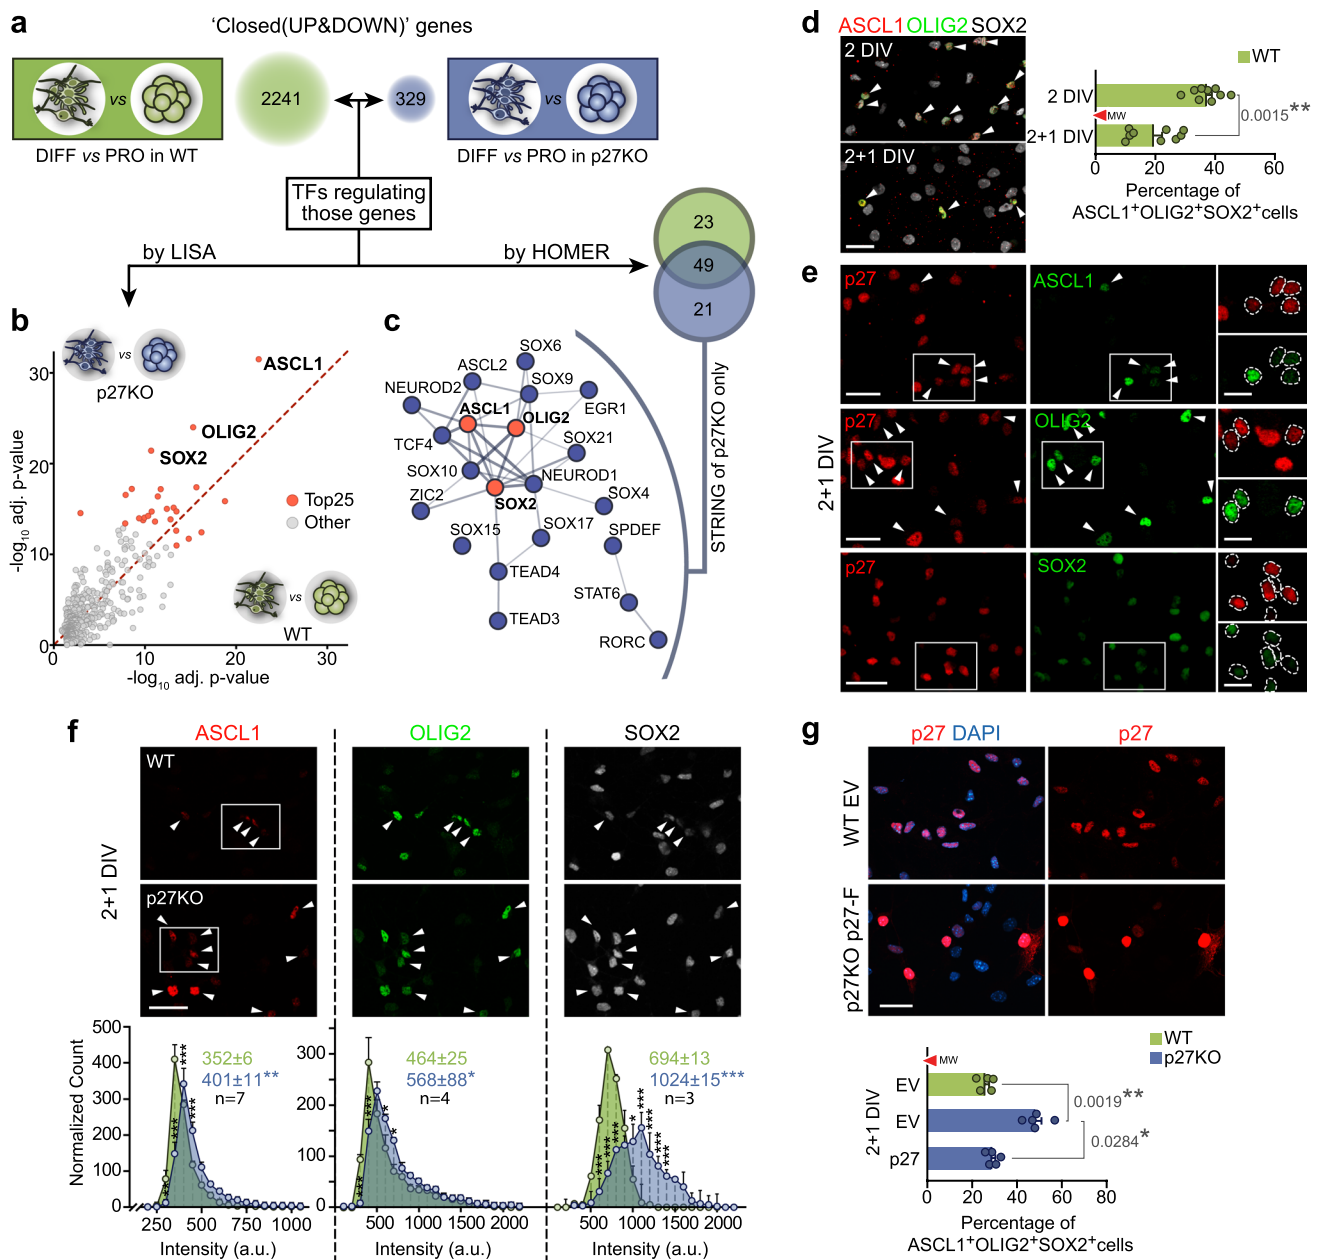 a
'Closed(UP&DOWN)' genes
vs
2241
329
vs
DIFF vs PRO in WT
DIFF vs PRO in p27KO
TFs regulating
those genes
by LISA
by HOMER
23
49
21
STRING of p27KO only
b
vs
p27KO
ASCL1
OLIG2
SOX2
Top25
Other
vs
WT
30
20
10
0
0
10
20
30
-log10 adj. p-value
-log10 adj. p-value
c
SOX6
ASCL2
SOX9
NEUROD2
EGR1
ASCL1
OLIG2
TCF4
SOX21
SOX10
NEUROD1
ZIC2
SOX2
SOX4
SOX15
SOX17
SPDEF
TEAD4
STAT6
TEAD3
RORC
d
ASCL1 OLIG2 SOX2
2 DIV
2+1 DIV
WT
2 DIV
MW
2+1 DIV
0.0015**
0
20
40
60
Percentage of
ASCL1+OLIG2+SOX2+cells
e
2+1 DIV
p27
ASCL1
p27
OLIG2
p27
SOX2
f
ASCL1
OLIG2
SOX2
2+1 DIV
WT
p27KO
Normalized Count
500
400
300
200
100
0
352±6
401±11**
n=7
***
***
***
***
250
500
750
1000
Intensity (a.u.)
300
200
100
0
464±25
568±88*
n=4
***
***
**
*
500
1000
1500
2000
Intensity (a.u.)
694±13
1024±15***
n=3
***
***
***
*
***
***
***
***
500
1000
1500
2000
Intensity (a.u.)
g
p27 DAPI
p27
WT EV
p27KO p27-F
WT
p27KO
MW
2+1 DIV
EV
EV
p27
0.0019**
0.0284*
0
20
40
60
80
Percentage of
ASCL1+OLIG2+SOX2+cells